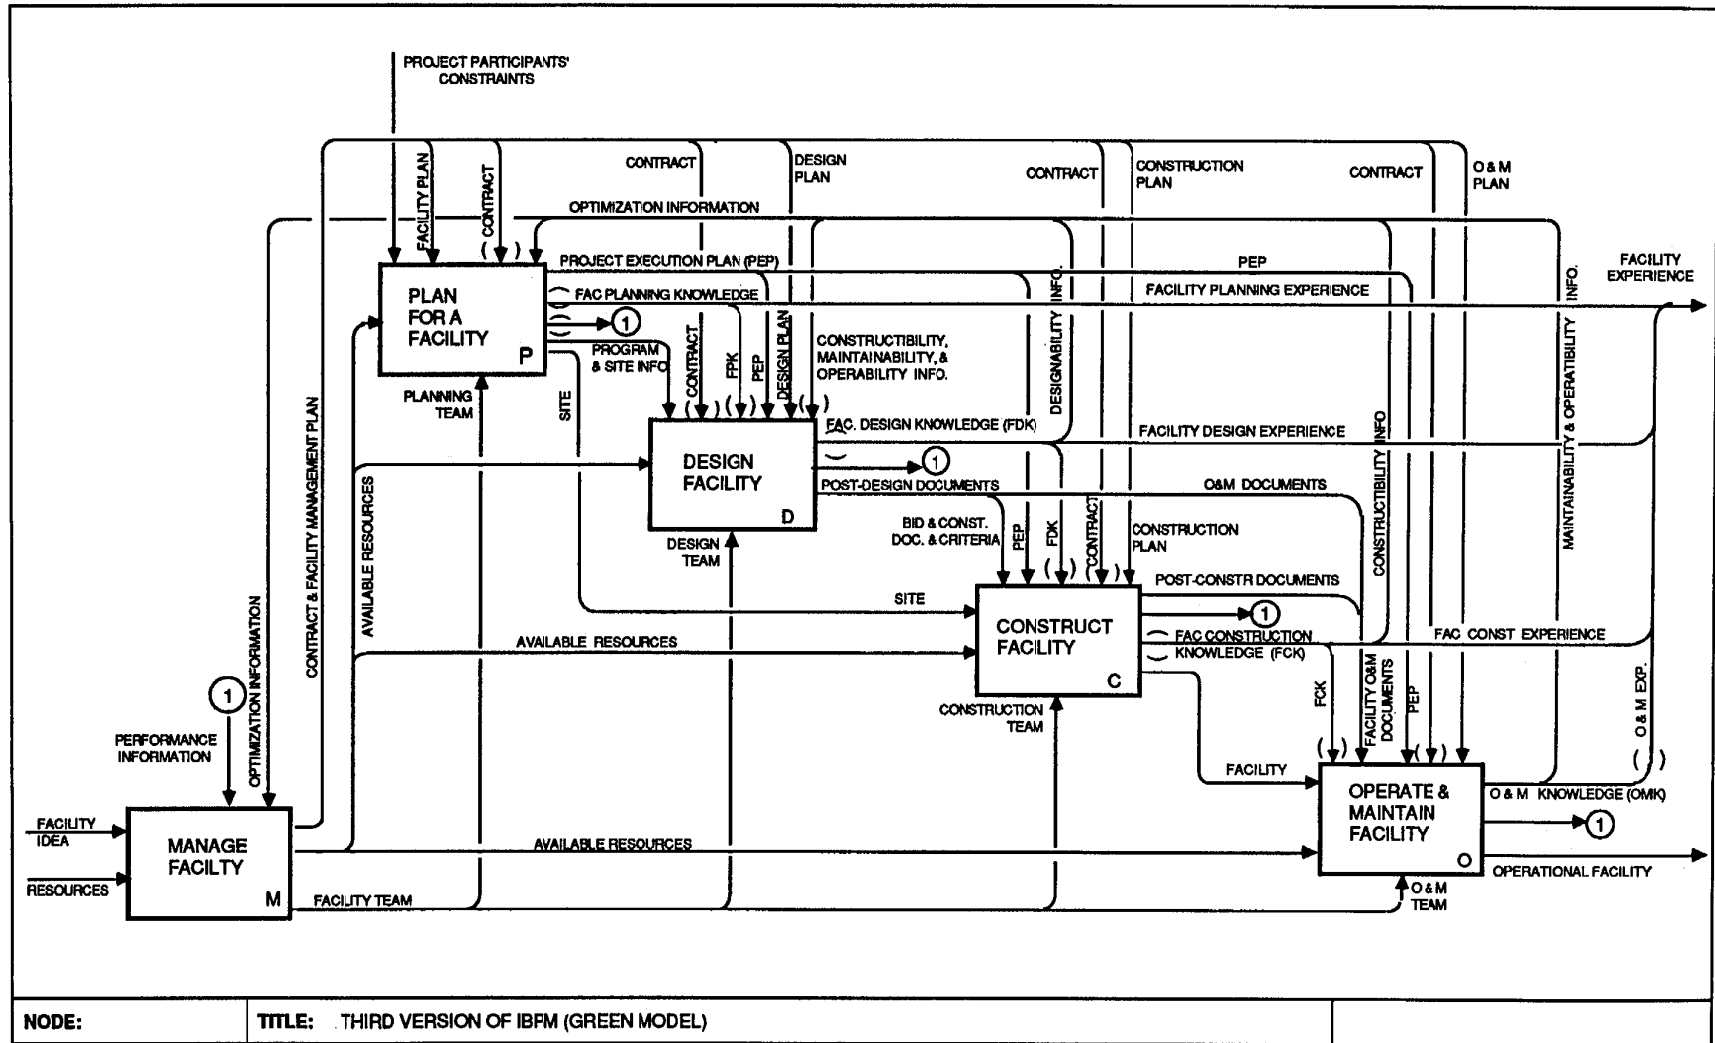 PROJECT PARTICIPANTS'
CONSTRAINTS
FACILITY PLAN
( CONTRACT )
CONTRACT
DESIGN
PLAN
CONTRACT
CONSTRUCTION
PLAN
CONTRACT
O & M
PLAN
OPTIMIZATION INFORMATION
PROJECT EXECUTION PLAN (PEP)
PEP
FACILITY
EXPERIENCE
PLAN
FOR A
FACILITY
P
FAC PLANNING KNOWLEDGE
FACILITY PLANNING EXPERIENCE
1
PROGRAM
& SITE INFO
(CONTRACT)
(FPK)
PEP
DESIGN PLAN
CONSTRUCTIBILITY,
MAINTAINABILITY, &
OPERABILITY INFO.
DESIGNABILITY INFO.
MAINTAINABILITY & OPERATIBILITY INFO.
PLANNING
TEAM
SITE
DESIGN
FACILITY
D
FAC. DESIGN KNOWLEDGE (FDK)
FACILITY DESIGN EXPERIENCE
CONSTRUCTIBILITY INFO
1
POST-DESIGN DOCUMENTS
O&M DOCUMENTS
DESIGN
TEAM
BID & CONST.
DOC. & CRITERIA
PEP
(FDK)
(CONTRACT)
CONSTRUCTION
PLAN
POST-CONSTR DOCUMENTS
AVAILABLE RESOURCES
CONTRACT & FACILITY MANAGEMENT PLAN
OPTIMIZATION INFORMATION
SITE
AVAILABLE RESOURCES
CONSTRUCT
FACILITY
C
1
FAC CONSTRUCTION
KNOWLEDGE (FCK)
FAC CONST EXPERIENCE
CONSTRUCTION
TEAM
(FCK)
FACILITY O&M
DOCUMENTS
PEP
( )
O & M EXP.
( )
1
PERFORMANCE
INFORMATION
FACILITY
OPERATE &
MAINTAIN
FACILITY
O
O & M KNOWLEDGE (OMK)
1
OPERATIONAL FACILITY
FACILITY
IDEA
RESOURCES
MANAGE
FACILTY
M
AVAILABLE RESOURCES
FACILITY TEAM
O & M
TEAM
NODE:
TITLE: THIRD VERSION OF IBPM (GREEN MODEL)